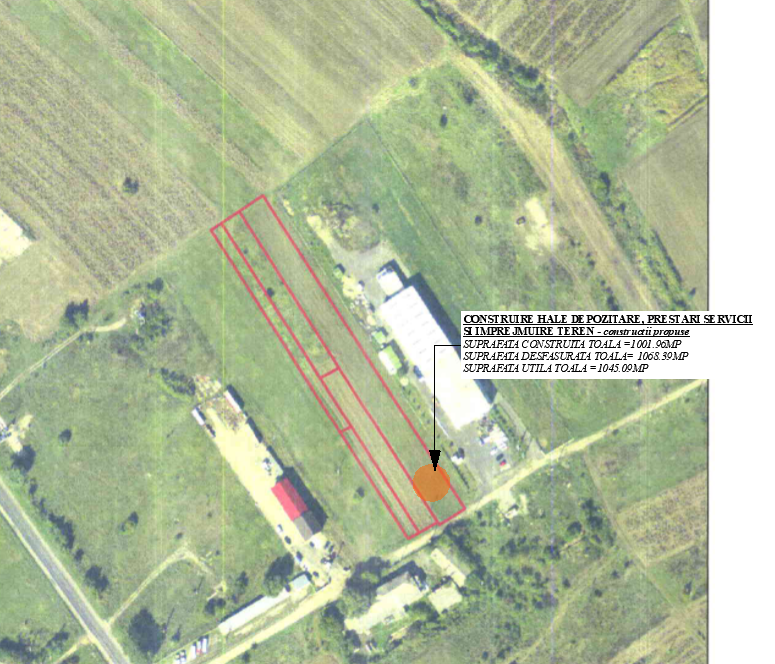 CONSTRUIRE HALE DEPOZITARE, PRESTARI SERVICII
SI IMPREJMUIRE TEREN - constructii propuse
SUPRAFATA CONSTRUITA TOALA =1001.96MP
SUPRAFATA DESFASURATA TOALA= 1068.39MP
SUPRAFATA UTILA TOALA =1045.09MP